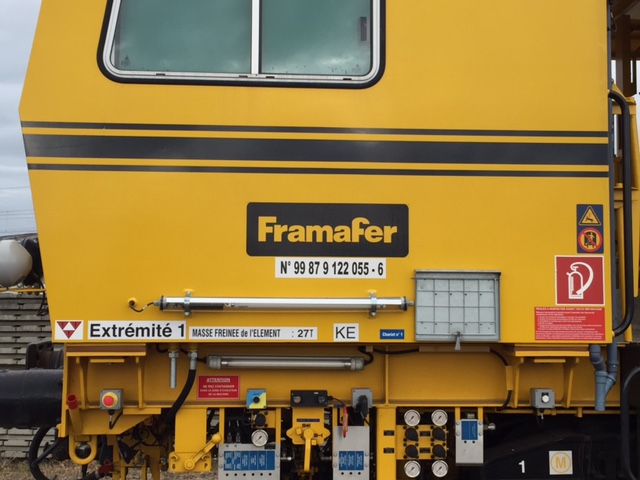 Framafer
N° 99 87 9 122 055 - 6
Extrémité 1
MASSE FREINEE de l'ELEMENT : 27T
KE
Chariot n° 1
ATTENTION
1
M